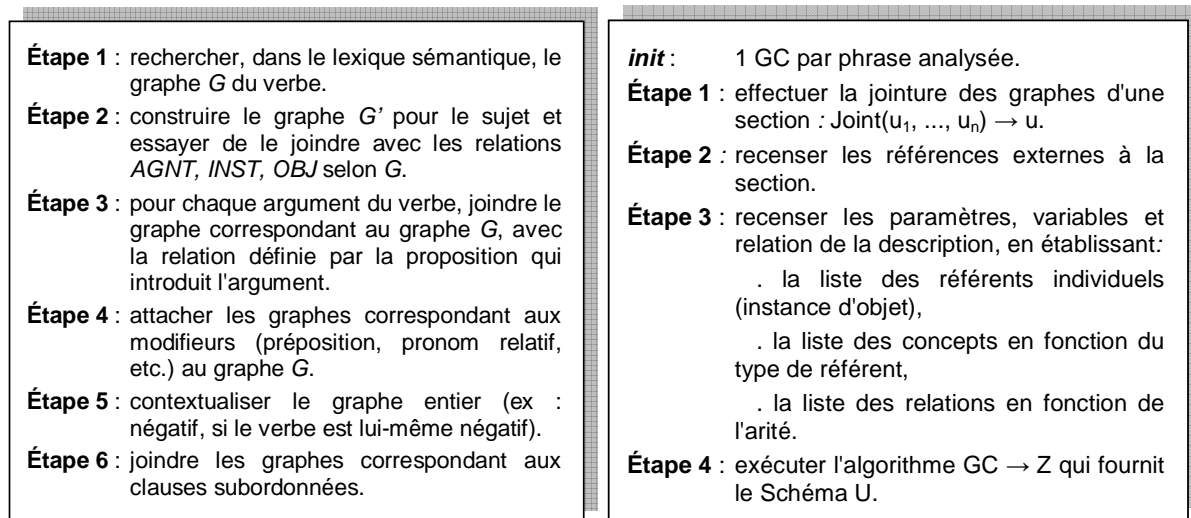 Étape 1 : rechercher, dans le lexique sémantique, le
graphe G du verbe.
Étape 2 : construire le graphe G’ pour le sujet et
essayer de le joindre avec les relations
AGNT, INST, OBJ selon G.
Étape 3 : pour chaque argument du verbe, joindre le
graphe correspondant au graphe G, avec
la relation définie par la proposition qui
introduit l'argument.
Étape 4 : attacher les graphes correspondant aux
modifieurs (préposition, pronom relatif,
etc.) au graphe G.
Étape 5 : contextualiser le graphe entier (ex :
négatif, si le verbe est lui-même négatif).
Étape 6 : joindre les graphes correspondant aux
clauses subordonnées.
init : 1 GC par phrase analysée.
Étape 1 : effectuer la jointure des graphes d'une
section : Joint(u₁, ..., uₙ) → u.
Étape 2 : recenser les références externes à la
section.
Étape 3 : recenser les paramètres, variables et
relation de la description, en établissant:
. la liste des référents individuels
(instance d'objet),
. la liste des concepts en fonction du
type de référent,
. la liste des relations en fonction de
l'arité.
Étape 4 : exécuter l'algorithme GC → Z qui fournit
le Schéma U.